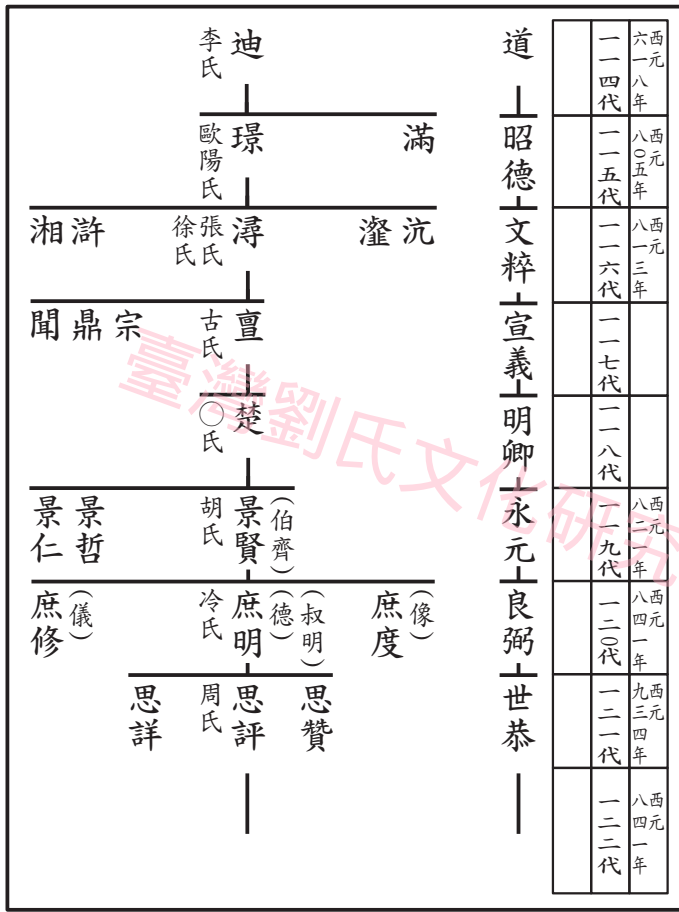 西元六一八年
一一四代
道
迪
李氏
西元八〇五年
一一五代
昭德
滿
璟
歐陽氏
西元八一三年
一一六代
文粹
沆
瀣
潯
張氏
徐氏
滸
湘
一一七代
宣義
亶
古氏
宗
鼎
聞
一一八代
明卿
楚
〇氏
西元八二一年
一一九代
永元
(伯齊)
景賢
胡氏
景哲
景仁
西元八四一年
一二〇代
良弼
(像)
庶度
(叔明)
(德)
庶明
冷氏
(儀)
庶修
西元九三四年
一二一代
世恭
思贊
思評
周氏
思詳
西元八四一年
一二二代
臺灣劉氏文化研究